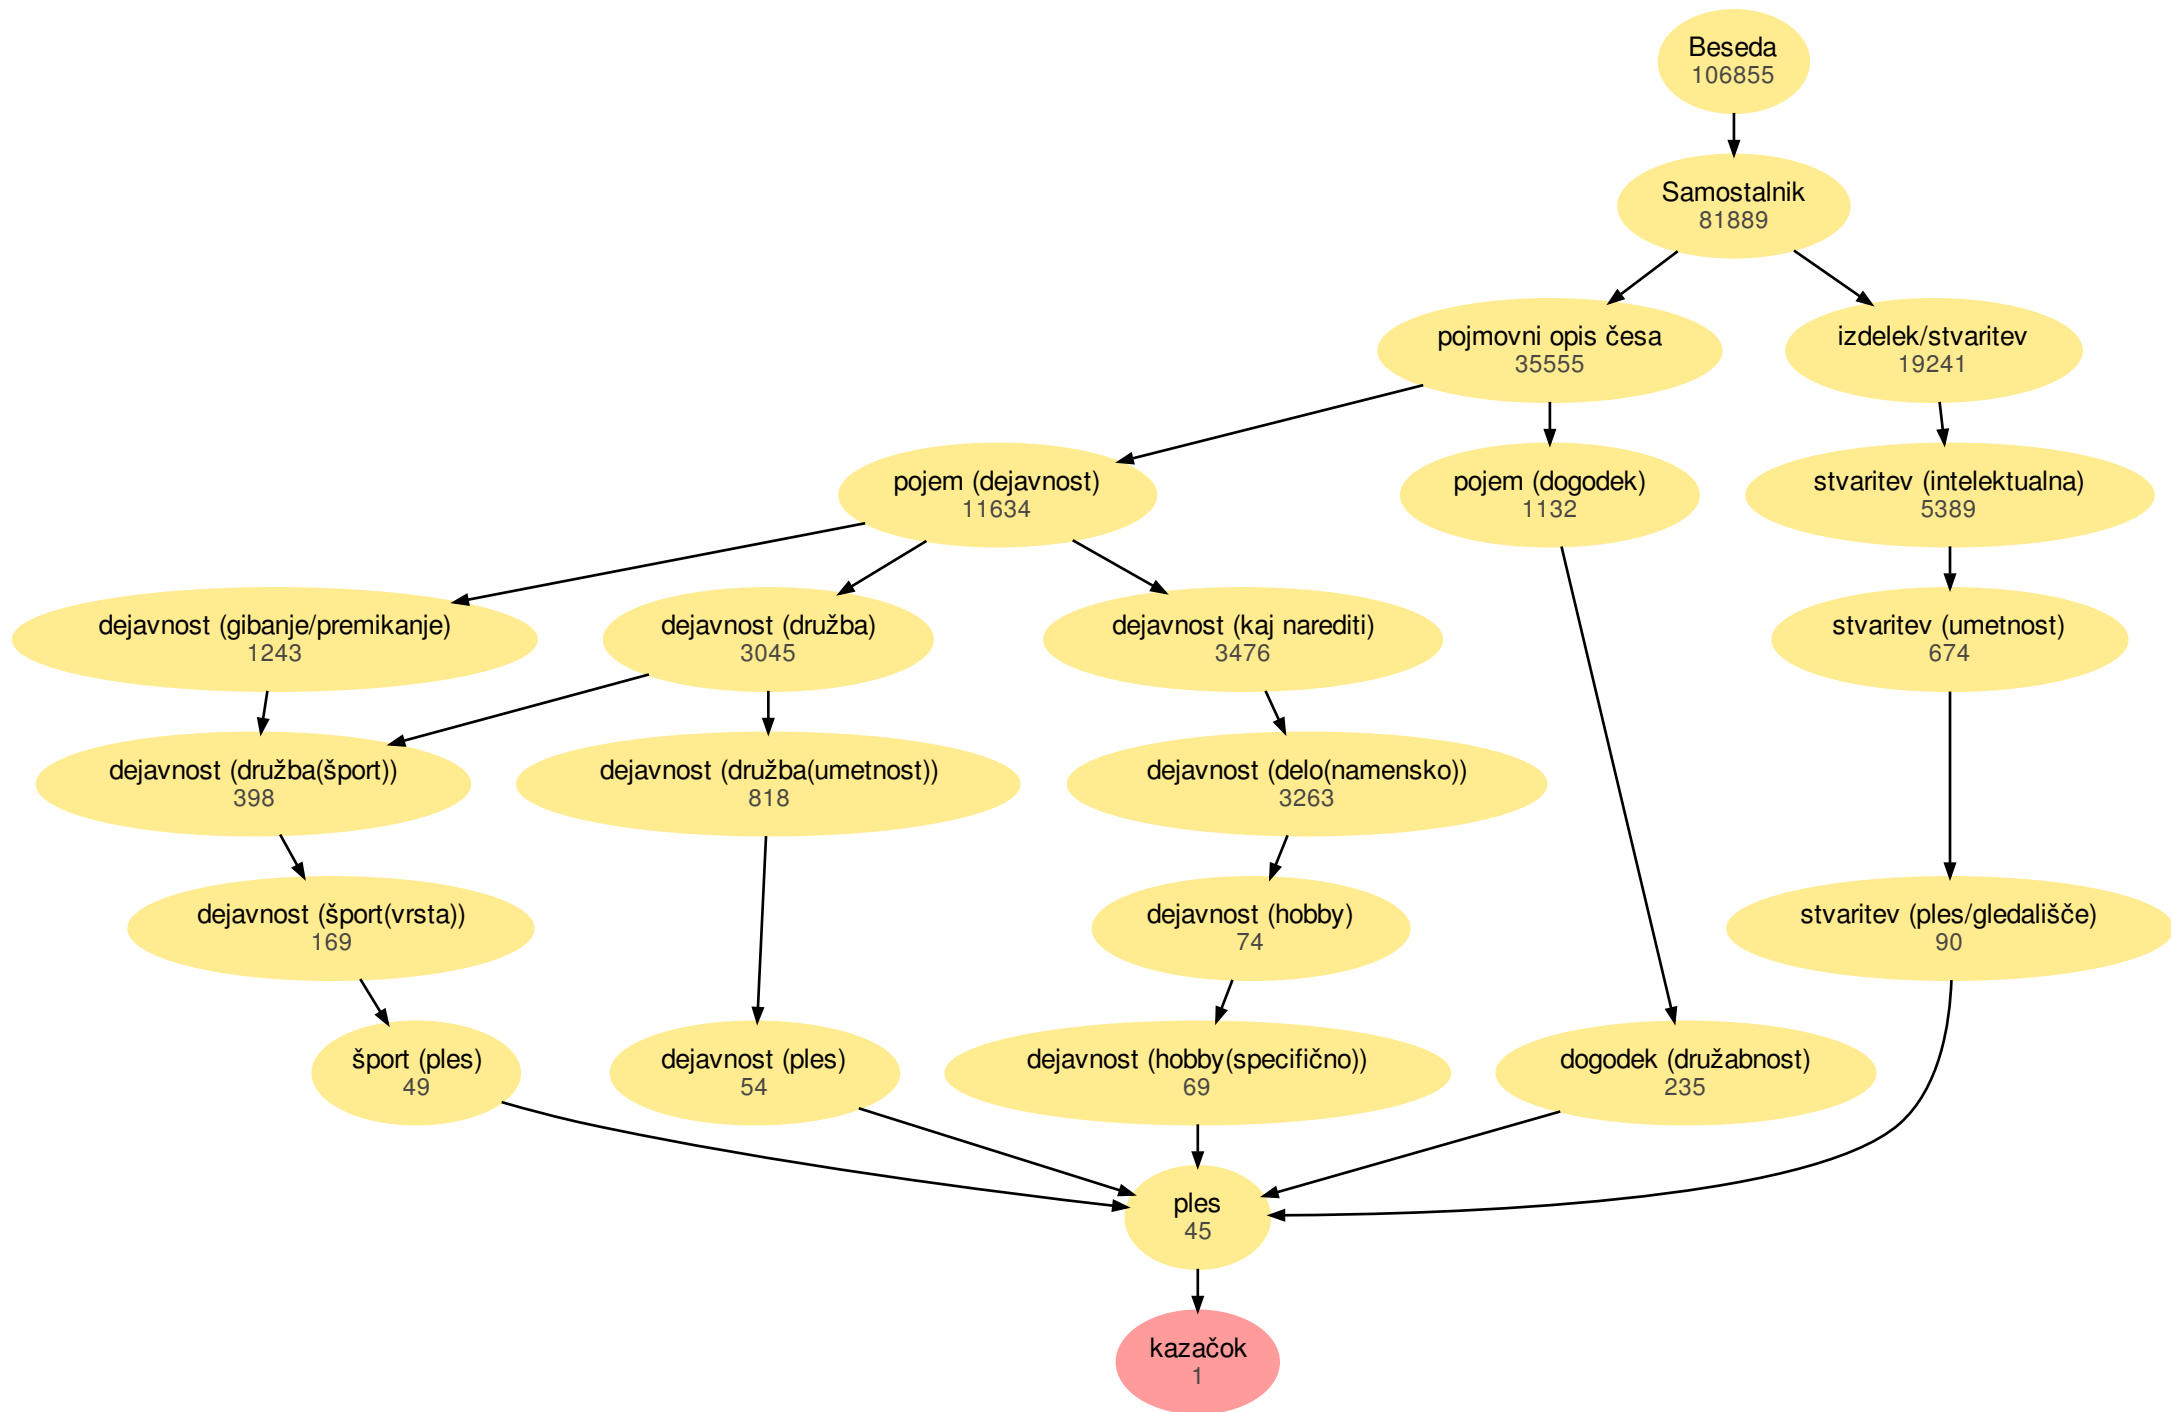 Beseda
106855
Samostalnik
81889
pojmovni opis česa
35555
izdelek/stvaritev
19241
pojem (dejavnost)
11634
pojem (dogodek)
1132
stvaritev (intelektualna)
5389
dejavnost (gibanje/premikanje)
1243
dejavnost (družba)
3045
dejavnost (kaj narediti)
3476
stvaritev (umetnost)
674
dejavnost (družba(šport))
398
dejavnost (družba(umetnost))
818
dejavnost (delo(namensko))
3263
dejavnost (šport(vrsta))
169
dejavnost (hobby)
74
stvaritev (ples/gledališče)
90
šport (ples)
49
dejavnost (ples)
54
dejavnost (hobby(specifično))
69
dogodek (družabnost)
235
ples
45
kazačok
1